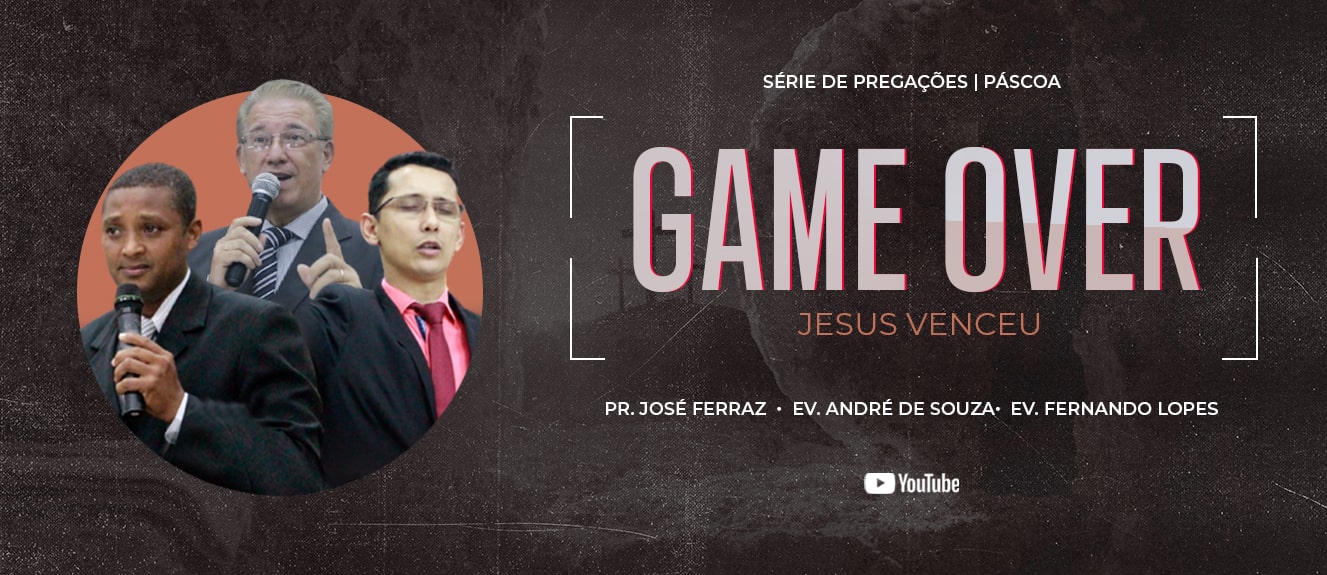 SÉRIE DE PREGAÇÕES | PÁSCOA
GAME OVER
JESUS VENCEU
PR. JOSÉ FERRAZ • EV. ANDRÉ DE SOUZA• EV. FERNANDO LOPES
YouTube